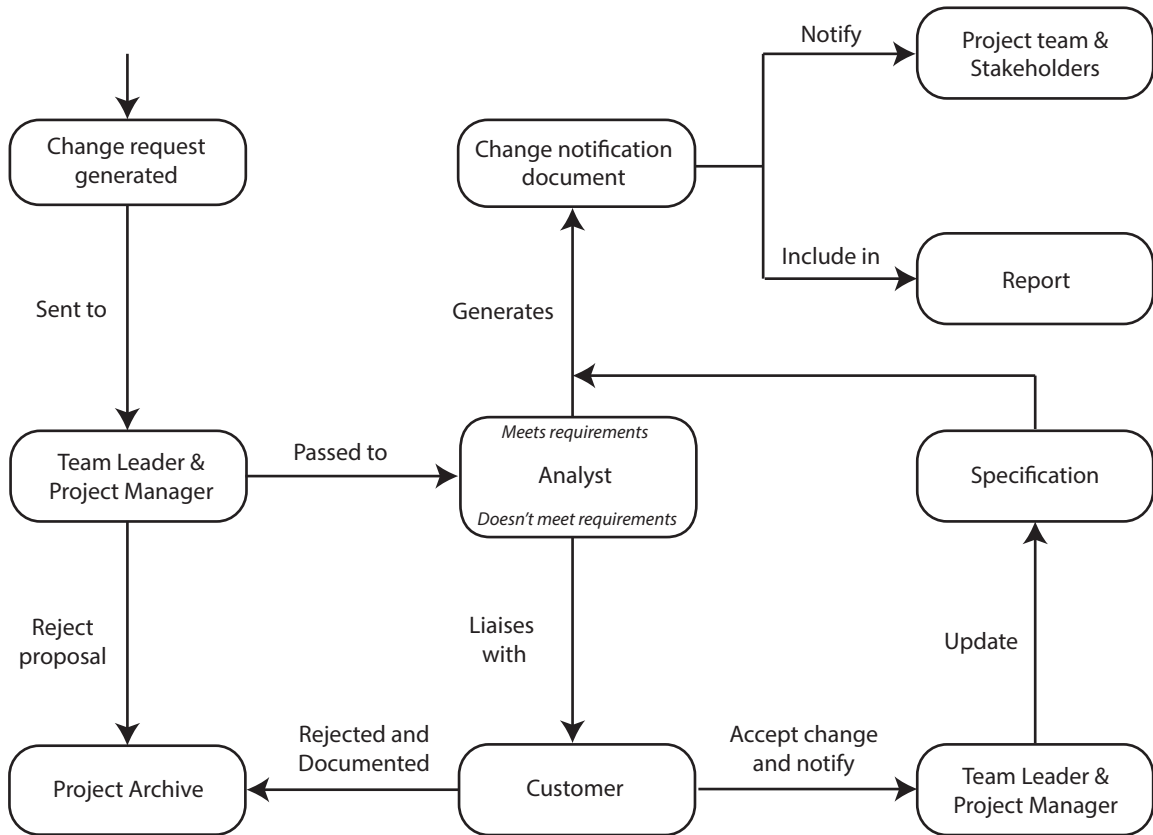 Notify
Project team &
Stakeholders
Change request
generated
Change notification
document
Include in
Report
Sent to
Generates
Team Leader &
Project Manager
Passed to
Meets requirements
Analyst
Doesn't meet requirements
Specification
Reject
proposal
Liaises
with
Update
Project Archive
Rejected and
Documented
Customer
Accept change
and notify
Team Leader &
Project Manager